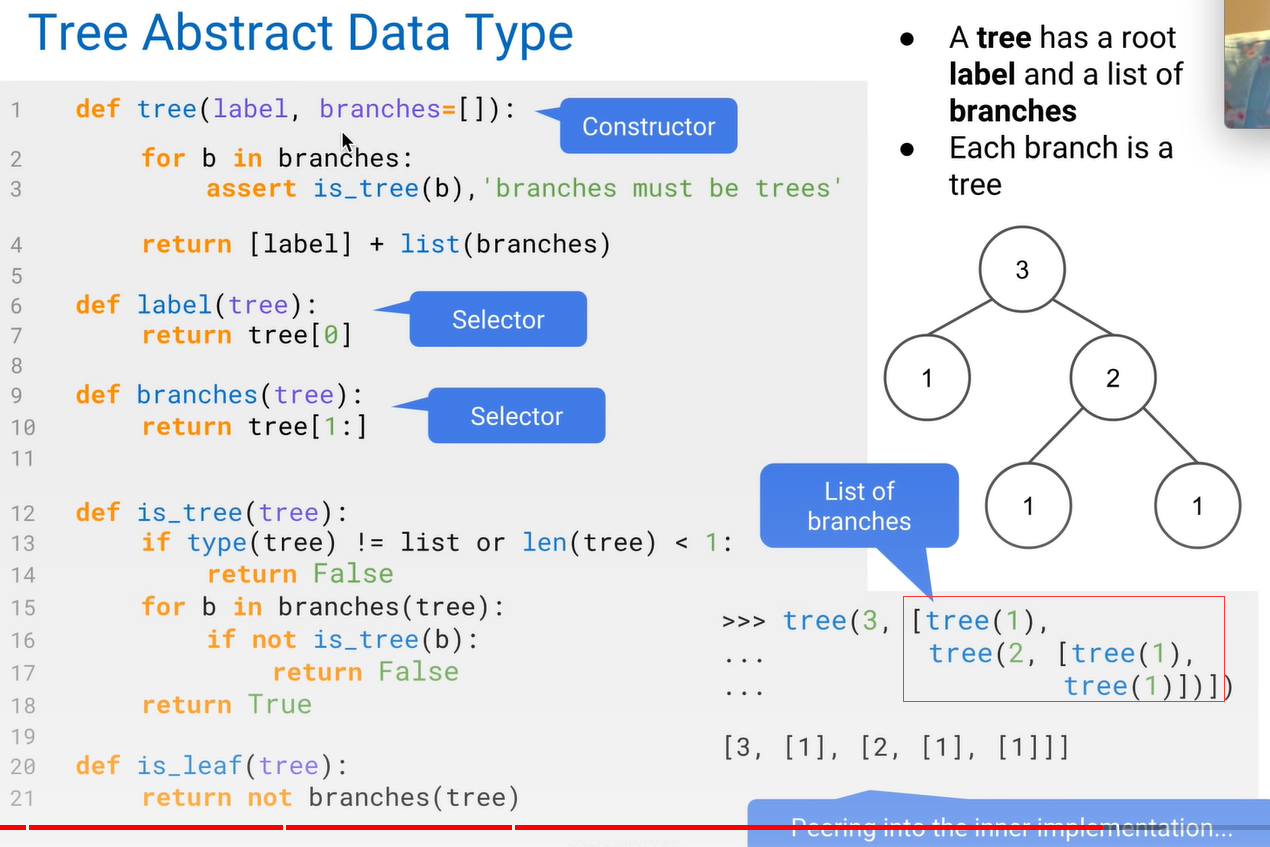 Tree Abstract Data Type
1 def tree(label, branches=[]):
Constructor
2 for b in branches:
3 assert is_tree(b),'branches must be trees'
4 return [label] + list(branches)
5
6 def label(tree):
Selector
7 return tree[0]
8
9 def branches(tree):
Selector
10 return tree[1:]
11
12 def is_tree(tree):
13 if type(tree) != list or len(tree) < 1:
14 return False
15 for b in branches(tree):
16 if not is_tree(b):
17 return False
18 return True
19
20 def is_leaf(tree):
21 return not branches(tree)
● A tree has a root
label and a list of
branches
● Each branch is a
tree
3
1
2
1
1
List of
branches
>>> tree(3, [tree(1),
... tree(2, [tree(1),
... tree(1)])])
[3, [1], [2, [1], [1]]]
Peering into the inner implementation...